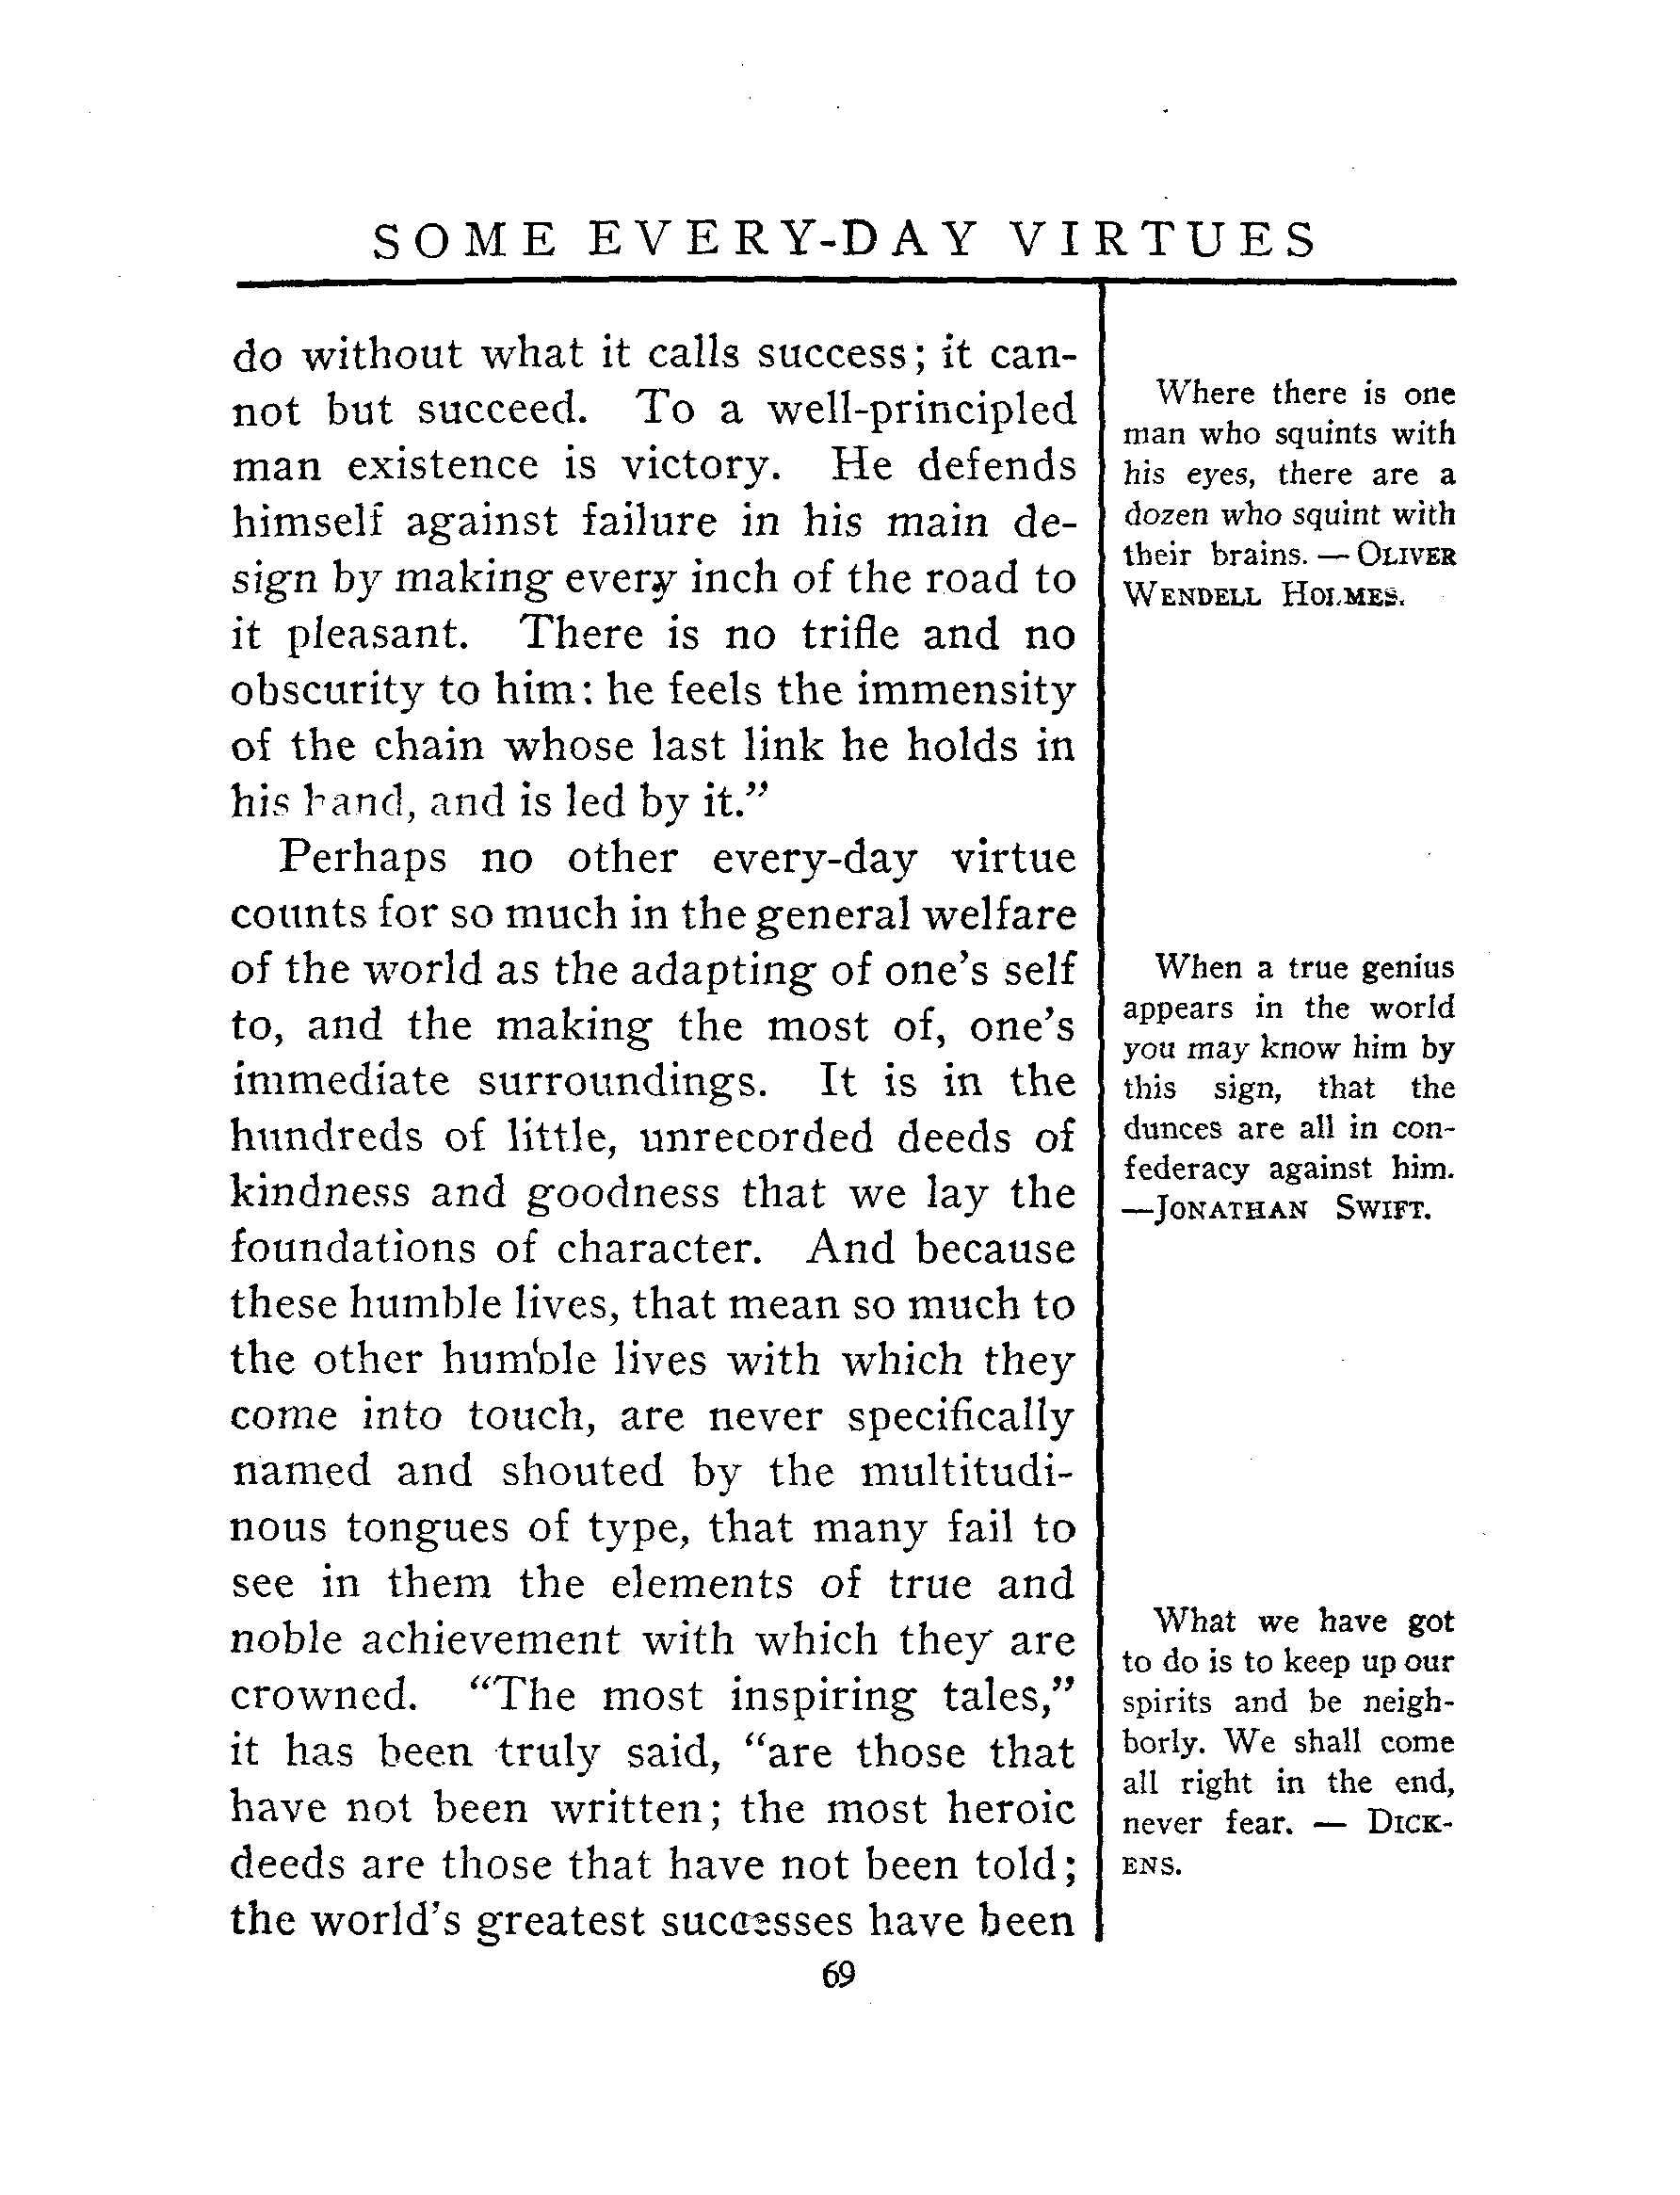 SOME EVERY-DAY VIRTUES
do without what it calls success; it can-
not but succeed. To a well-principled
man existence is victory. He defends
himself against failure in his main de-
sign by making every inch of the road to
it pleasant. There is no trifle and no
obscurity to him: he feels the immensity
of the chain whose last link he holds in
his hand, and is led by it."
Perhaps no other every-day virtue
counts for so much in the general welfare
of the world as the adapting of one's self
to, and the making the most of, one's
immediate surroundings. It is in the
hundreds of little, unrecorded deeds of
kindness and goodness that we lay the
foundations of character. And because
these humble lives, that mean so much to
the other humble lives with which they
come into touch, are never specifically
named and shouted by the multitudi-
nous tongues of type, that many fail to
see in them the elements of true and
noble achievement with which they are
crowned. "The most inspiring tales,"
it has been truly said, "are those that
have not been written; the most heroic
deeds are those that have not been told;
the world's greatest successes have been
Where there is one
man who squints with
his eyes, there are a
dozen who squint with
their brains. — OLIVER
WENDELL HOLMES.
When a true genius
appears in the world
you may know him by
this sign, that the
dunces are all in con-
federacy against him.
—JONATHAN SWIFT.
What we have got
to do is to keep up our
spirits and be neigh-
borly. We shall come
all right in the end,
never fear. — DICK-
ENS.
69